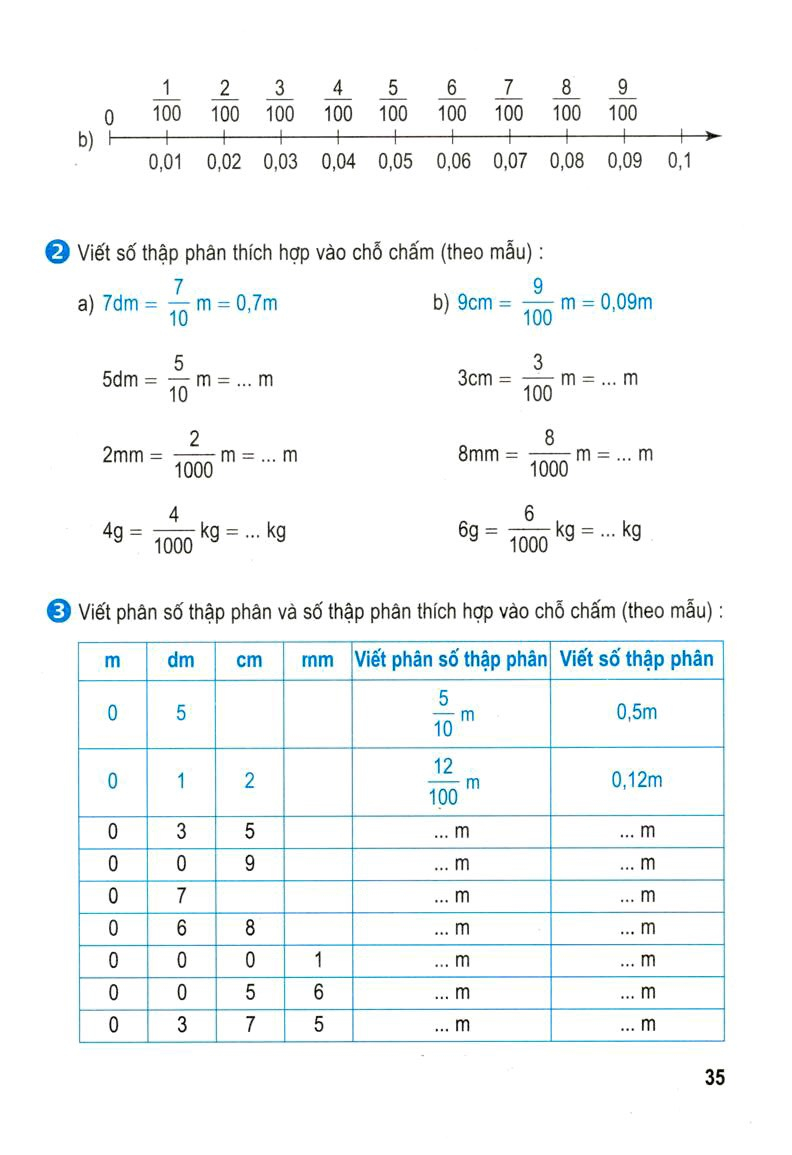 1/100 2/100 3/100 4/100 5/100 6/100 7/100 8/100 9/100
0
b)
0,01 0,02 0,03 0,04 0,05 0,06 0,07 0,08 0,09 0,1
2 Viết số thập phân thích hợp vào chỗ chấm (theo mẫu) :
a) 7dm = 7/10 m = 0,7m b) 9cm = 9/100 m = 0,09m
5dm = 5/10 m = ... m 3cm = 3/100 m = ... m
2mm = 2/1000 m = ... m 8mm = 8/1000 m = ... m
4g = 4/1000 kg = ... kg 6g = 6/1000 kg = ... kg
3 Viết phân số thập phân và số thập phân thích hợp vào chỗ chấm (theo mẫu) :
m dm cm mm Viết phân số thập phân Viết số thập phân
0 5 5/10 m 0,5m
0 1 2 12/100 m 0,12m
0 3 5 ... m ... m
0 0 9 ... m ... m
0 7 ... m ... m
0 6 8 ... m ... m
0 0 0 1 ... m ... m
0 0 5 6 ... m ... m
0 3 7 5 ... m ... m
35